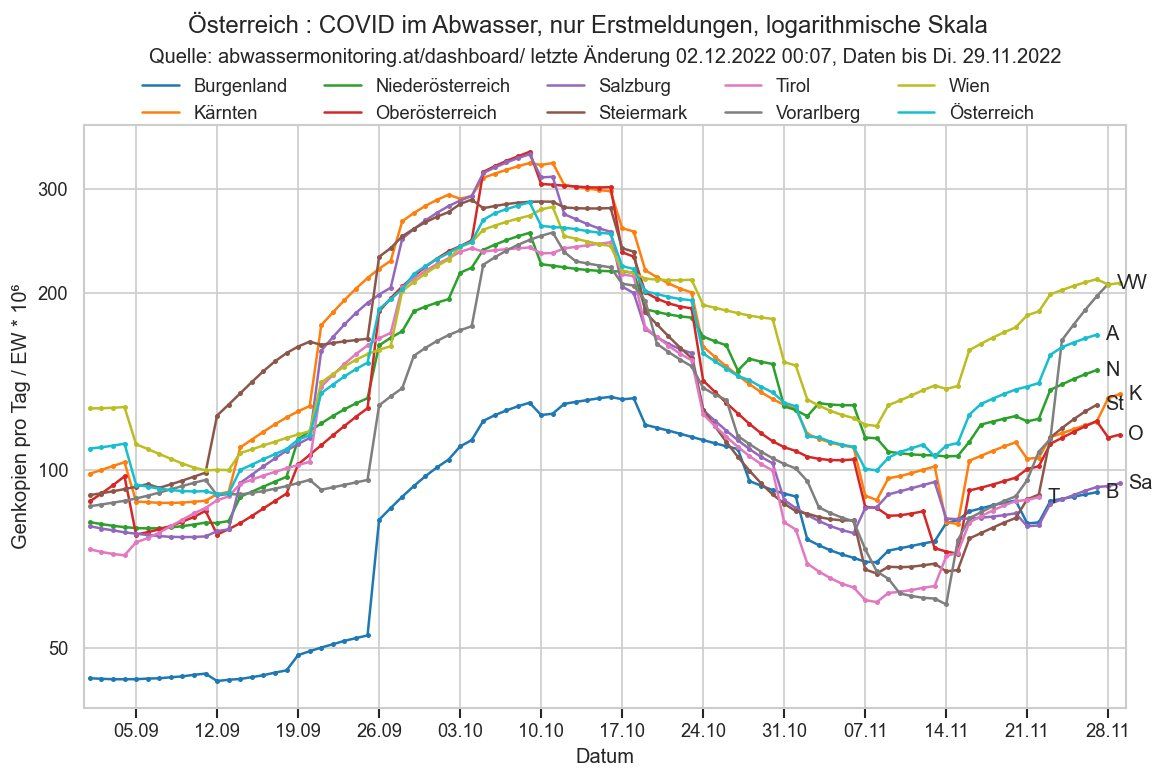 Österreich : COVID im Abwasser, nur Erstmeldungen, logarithmische Skala
Quelle: abwassermonitoring.at/dashboard/ letzte Änderung 02.12.2022 00:07, Daten bis Di. 29.11.2022
Burgenland Niederösterreich Salzburg Tirol Wien
Kärnten Oberösterreich Steiermark Vorarlberg Österreich
Genkopien pro Tag / EW * 10⁶
300
200
100
50
V W
A
N
K
St
O
Sa
T B
05.09 12.09 19.09 26.09 03.10 10.10 17.10 24.10 31.10 07.11 14.11 21.11 28.11
Datum